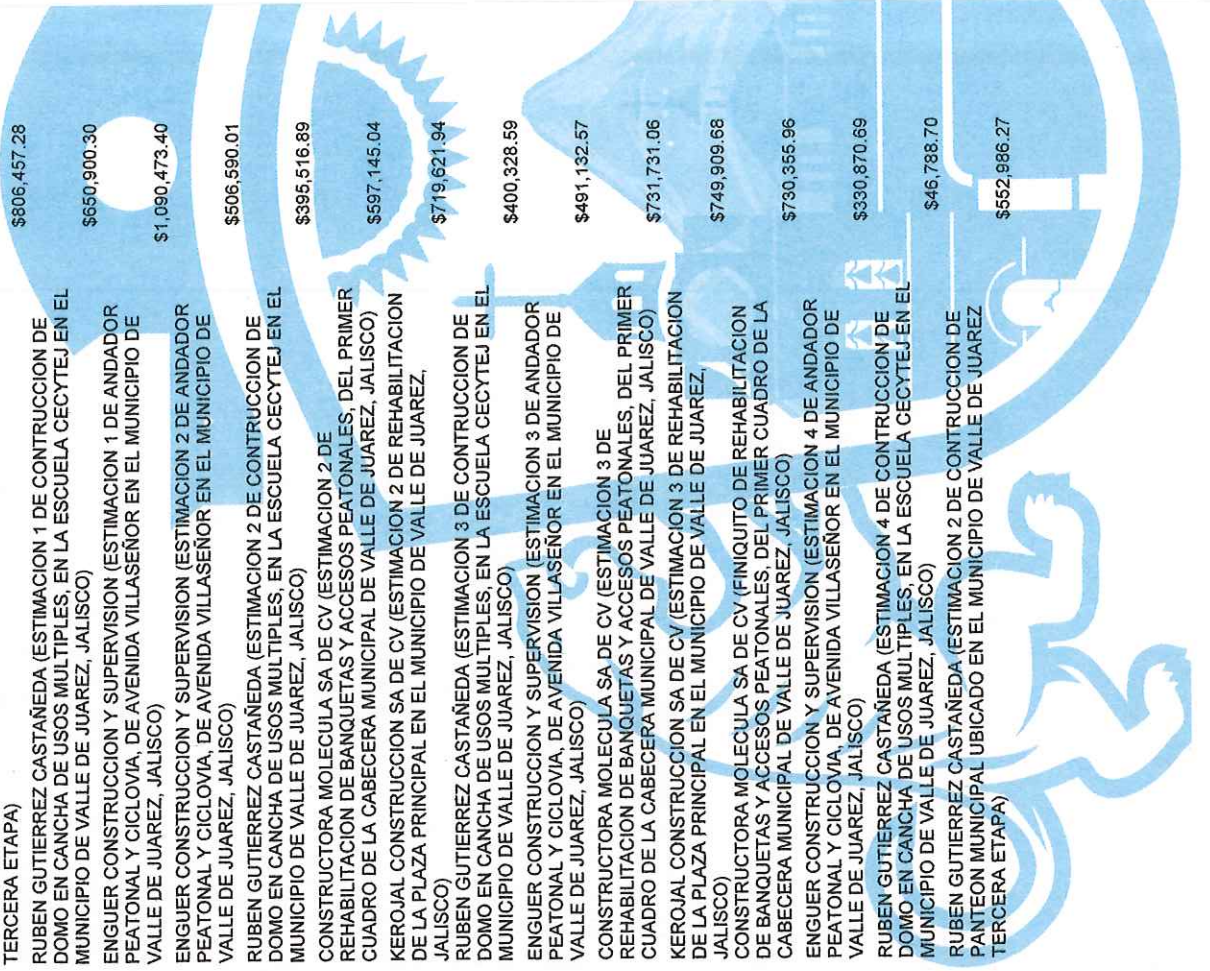 TERCERA ETAPA)
RUBEN GUTIERREZ CASTAÑEDA (ESTIMACION 1 DE CONTRUCCION DE $806,457.28
DOMO EN CANCHA DE USOS MULTIPLES, EN LA ESCUELA CECYTEJ EN EL
MUNICIPIO DE VALLE DE JUAREZ, JALISCO)
ENGUER CONSTRUCCION Y SUPERVISION (ESTIMACION 1 DE ANDADOR $650,900.30
PEATONAL Y CICLOVIA, DE AVENIDA VILLASEÑOR EN EL MUNICIPIO DE
VALLE DE JUAREZ, JALISCO)
ENGUER CONSTRUCCION Y SUPERVISION (ESTIMACION 2 DE ANDADOR $1,090,473.40
PEATONAL Y CICLOVIA, DE AVENIDA VILLASEÑOR EN EL MUNICIPIO DE
VALLE DE JUAREZ, JALISCO)
RUBEN GUTIERREZ CASTAÑEDA (ESTIMACION 2 DE CONTRUCCION DE $506,590.01
DOMO EN CANCHA DE USOS MULTIPLES, EN LA ESCUELA CECYTEJ EN EL
MUNICIPIO DE VALLE DE JUAREZ, JALISCO) $395,516.89
CONSTRUCTORA MOLECULA SA DE CV (ESTIMACION 2 DE
REHABILITACION DE BANQUETAS Y ACCESOS PEATONALES, DEL PRIMER
CUADRO DE LA CABECERA MUNICIPAL DE VALLE DE JUAREZ, JALISCO) $597,145.04
KEROJAL CONSTRUCCION SA DE CV (ESTIMACION 2 DE REHABILITACION
DE LA PLAZA PRINCIPAL EN EL MUNICIPIO DE VALLE DE JUAREZ,
JALISCO) $719,621.94
RUBEN GUTIERREZ CASTAÑEDA (ESTIMACION 3 DE CONTRUCCION DE
DOMO EN CANCHA DE USOS MULTIPLES, EN LA ESCUELA CECYTEJ EN EL
MUNICIPIO DE VALLE DE JUAREZ, JALISCO) $400,328.59
ENGUER CONSTRUCCION Y SUPERVISION (ESTIMACION 3 DE ANDADOR
PEATONAL Y CICLOVIA, DE AVENIDA VILLASEÑOR EN EL MUNICIPIO DE
VALLE DE JUAREZ, JALISCO) $491,132.57
CONSTRUCTORA MOLECULA SA DE CV (ESTIMACION 3 DE
REHABILITACION DE BANQUETAS Y ACCESOS PEATONALES, DEL PRIMER
CUADRO DE LA CABECERA MUNICIPAL DE VALLE DE JUAREZ, JALISCO) $731,731.06
KEROJAL CONSTRUCCION SA DE CV (ESTIMACION 3 DE REHABILITACION
DE LA PLAZA PRINCIPAL EN EL MUNICIPIO DE VALLE DE JUAREZ,
JALISCO) $749,909.68
CONSTRUCTORA MOLECULA SA DE CV (FINIQUITO DE REHABILITACION
DE BANQUETAS Y ACCESOS PEATONALES, DEL PRIMER CUADRO DE LA
CABECERA MUNICIPAL DE VALLE DE JUAREZ, JALISCO) $730,355.96
ENGUER CONSTRUCCION Y SUPERVISION (ESTIMACION 4 DE ANDADOR
PEATONAL Y CICLOVIA, DE AVENIDA VILLASEÑOR EN EL MUNICIPIO DE
VALLE DE JUAREZ, JALISCO) $330,870.69
RUBEN GUTIERREZ CASTAÑEDA (ESTIMACION 4 DE CONTRUCCION DE
DOMO EN CANCHA DE USOS MULTIPLES, EN LA ESCUELA CECYTEJ EN EL
MUNICIPIO DE VALLE DE JUAREZ, JALISCO) $46,788.70
RUBEN GUTIERREZ CASTAÑEDA (ESTIMACION 2 DE CONTRUCCION DE
PANTEON MUNICIPAL UBICADO EN EL MUNICIPIO DE VALLE DE JUAREZ
TERCERA ETAPA) $552,986.27